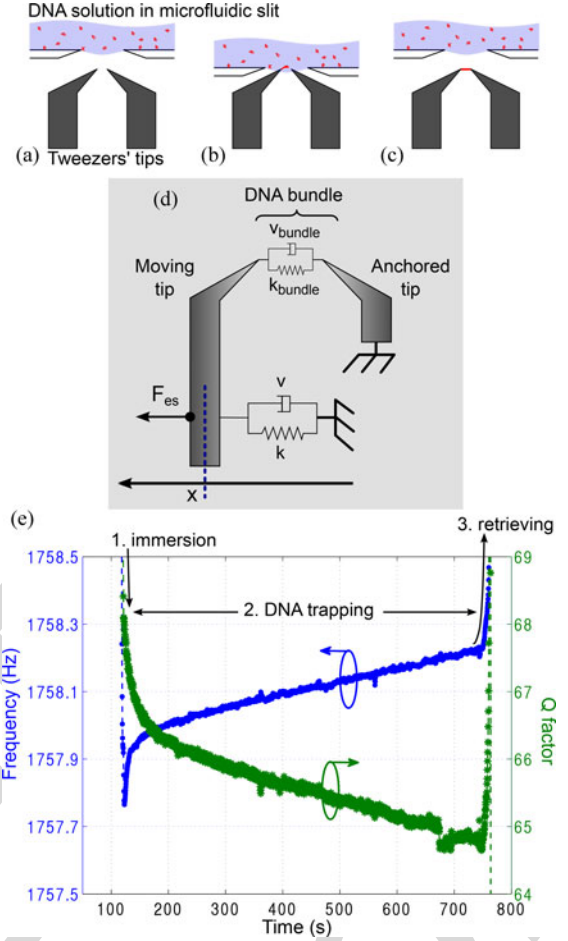 DNA solution in microfluidic slit
(a) Tweezers' tips (b) (c)
(d) DNA bundle
v_bundle
Moving tip
k_bundle
Anchored tip
F_es
v
k
x
(e)
1. immersion
3. retrieving
2. DNA trapping
1758.5
1758.3
1758.1
1757.9
1757.7
1757.5
Frequency (Hz)
69
68
67
66
65
64
Q factor
100 200 300 400 500 600 700 800
Time (s)